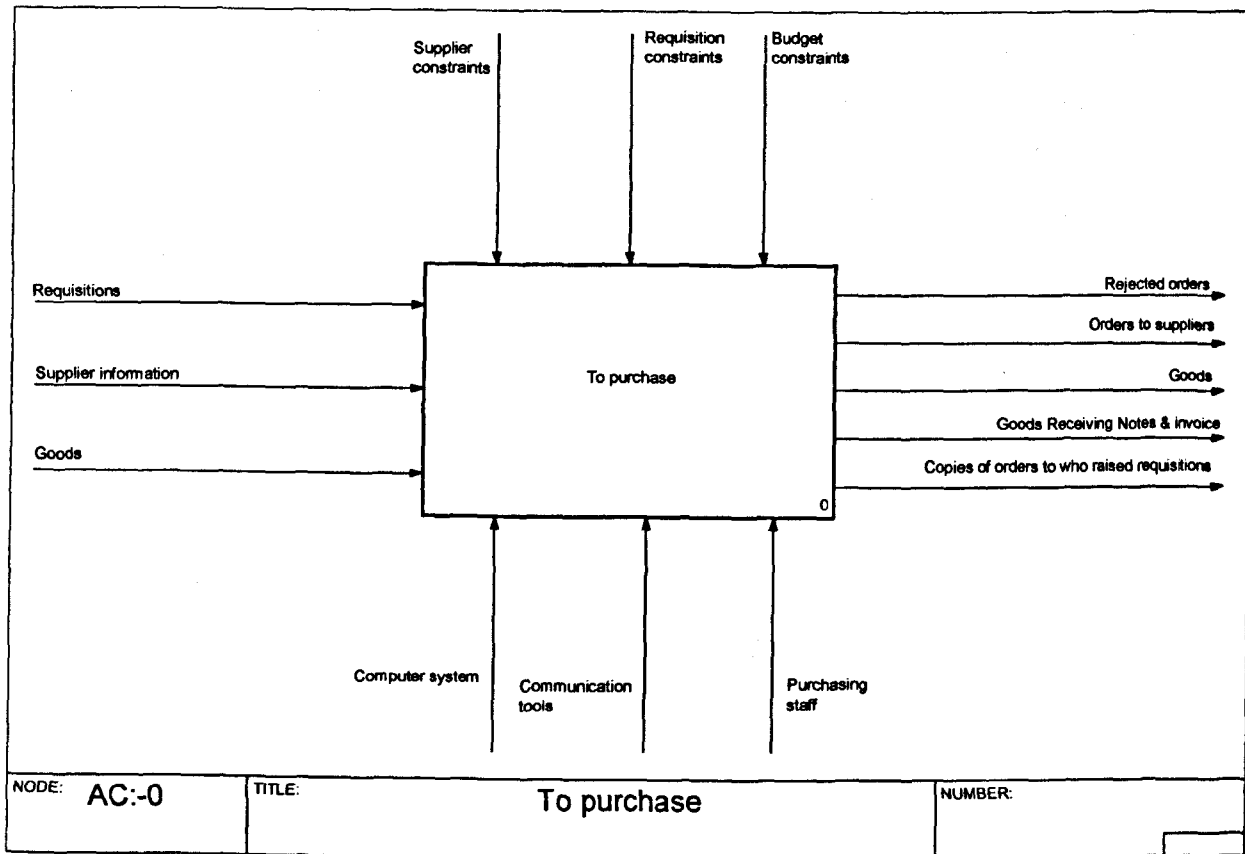 Supplier
constraints
Requisition
constraints
Budget
constraints
Requisitions
Supplier information
Goods
To purchase
0
Rejected orders
Orders to suppliers
Goods
Goods Receiving Notes & invoice
Copies of orders to who raised requisitions
Computer system
Communication
tools
Purchasing
staff
NODE: AC:-0
TITLE: To purchase
NUMBER: